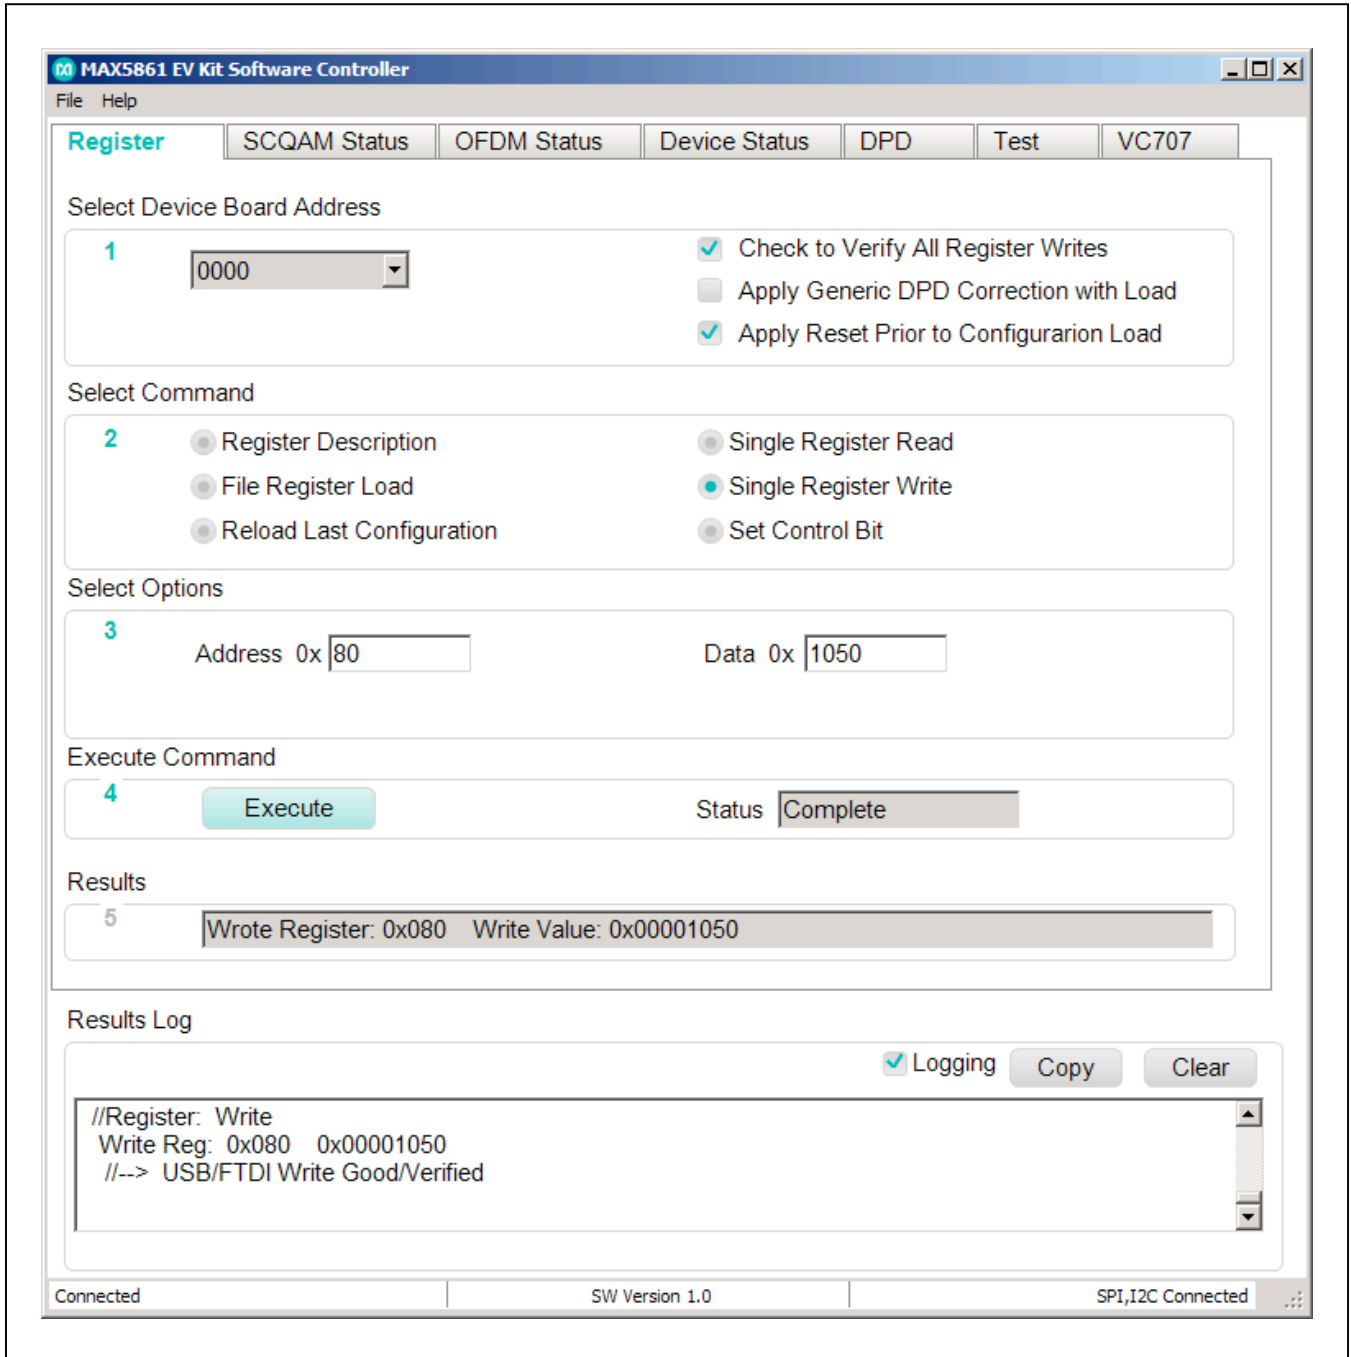 MAX5861 EV Kit Software Controller
File Help
Register SCQAM Status OFDM Status Device Status DPD Test VC707
Select Device Board Address
1
0000
Check to Verify All Register Writes
Apply Generic DPD Correction with Load
Apply Reset Prior to Configurarion Load
Select Command
2
Register Description Single Register Read
File Register Load Single Register Write
Reload Last Configuration Set Control Bit
Select Options
3
Address 0x 80 Data 0x 1050
Execute Command
4
Execute Status Complete
Results
5
Wrote Register: 0x080 Write Value: 0x00001050
Results Log
Logging Copy Clear
//Register: Write
Write Reg: 0x080 0x00001050
//--> USB/FTDI Write Good/Verified
Connected SW Version 1.0 SPI,I2C Connected